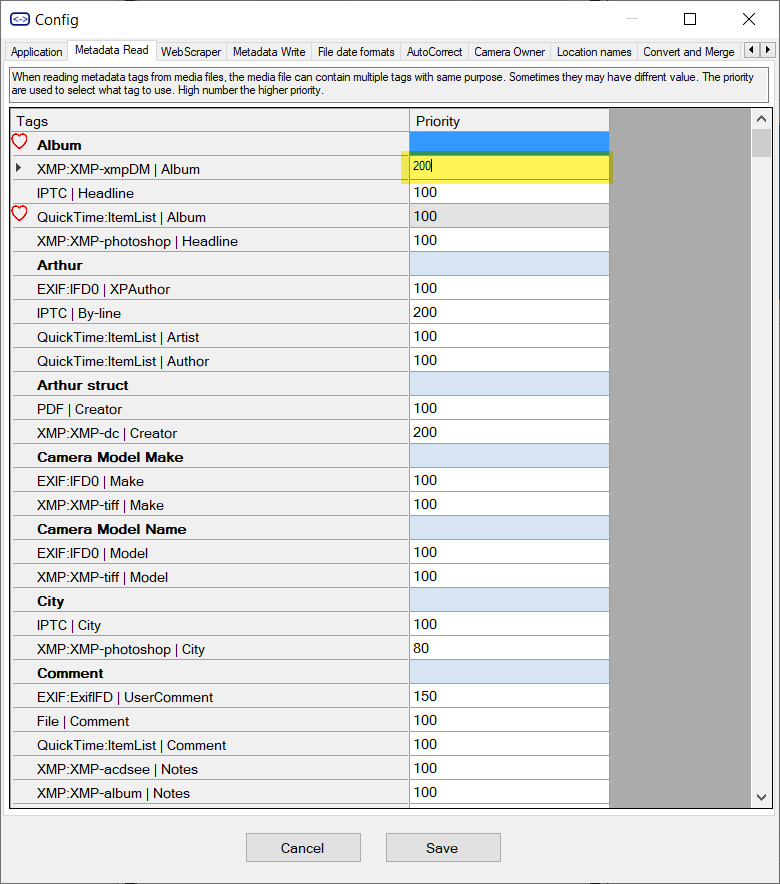 Config
Application Metadata Read WebScraper Metadata Write File date formats AutoCorrect Camera Owner Location names Convert and Merge
When reading metadata tags from media files, the media file can contain multiple tags with same purpose. Sometimes they may have diffrent value. The priority
are used to select what tag to use. High number the higher priority.
Tags Priority
Album
XMP:XMP-xmpDM | Album 200
IPTC | Headline 100
QuickTime:ItemList | Album 100
XMP:XMP-photoshop | Headline 100
Arthur
EXIF:IFD0 | XPAuthor 100
IPTC | By-line 200
QuickTime:ItemList | Artist 100
QuickTime:ItemList | Author 100
Arthur struct
PDF | Creator 100
XMP:XMP-dc | Creator 200
Camera Model Make
EXIF:IFD0 | Make 100
XMP:XMP-tiff | Make 100
Camera Model Name
EXIF:IFD0 | Model 100
XMP:XMP-tiff | Model 100
City
IPTC | City 100
XMP:XMP-photoshop | City 80
Comment
EXIF:ExifIFD | UserComment 150
File | Comment 100
QuickTime:ItemList | Comment 100
XMP:XMP-acdsee | Notes 100
XMP:XMP-album | Notes 100
Cancel Save